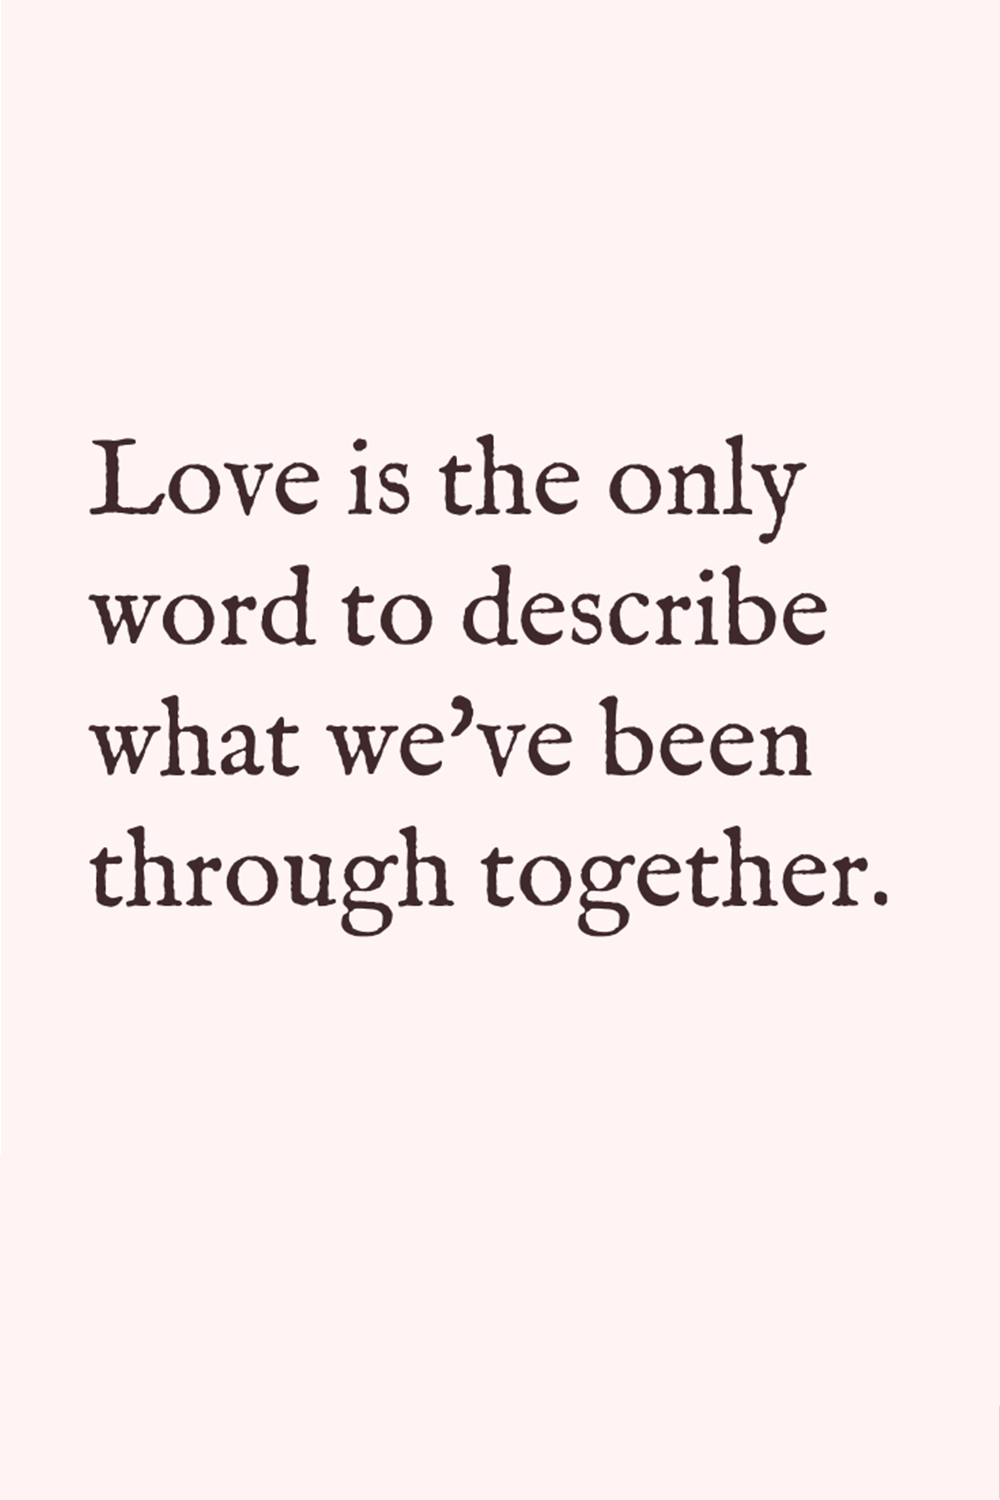 Love is the only
word to describe
what we’ve been
through together.